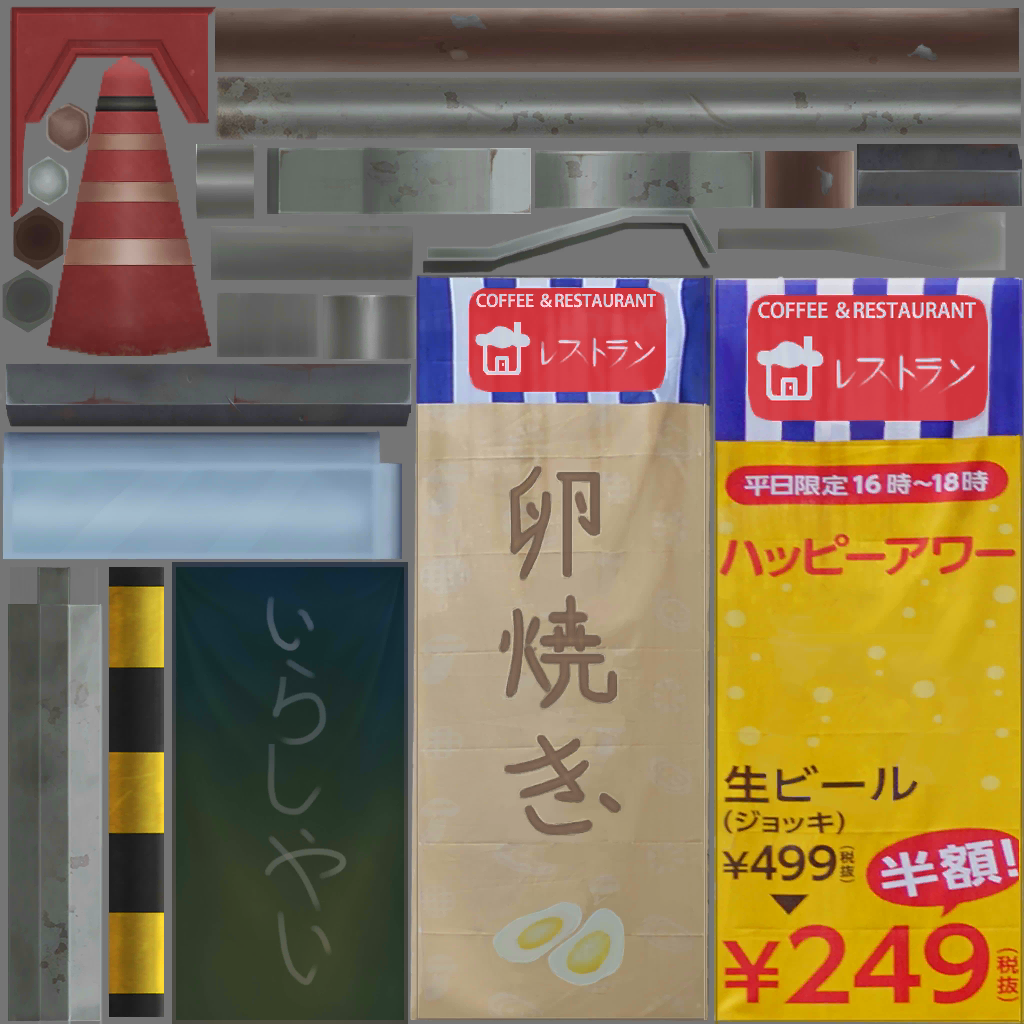 COFFEE & RESTAURANT
レストラン
卵焼き
COFFEE & RESTAURANT
レストラン
平日限定16時~18時
ハッピーアワー
生ビール
(ジョッキ)
¥499(税抜)
半額!
¥249(税抜)
いらしやい